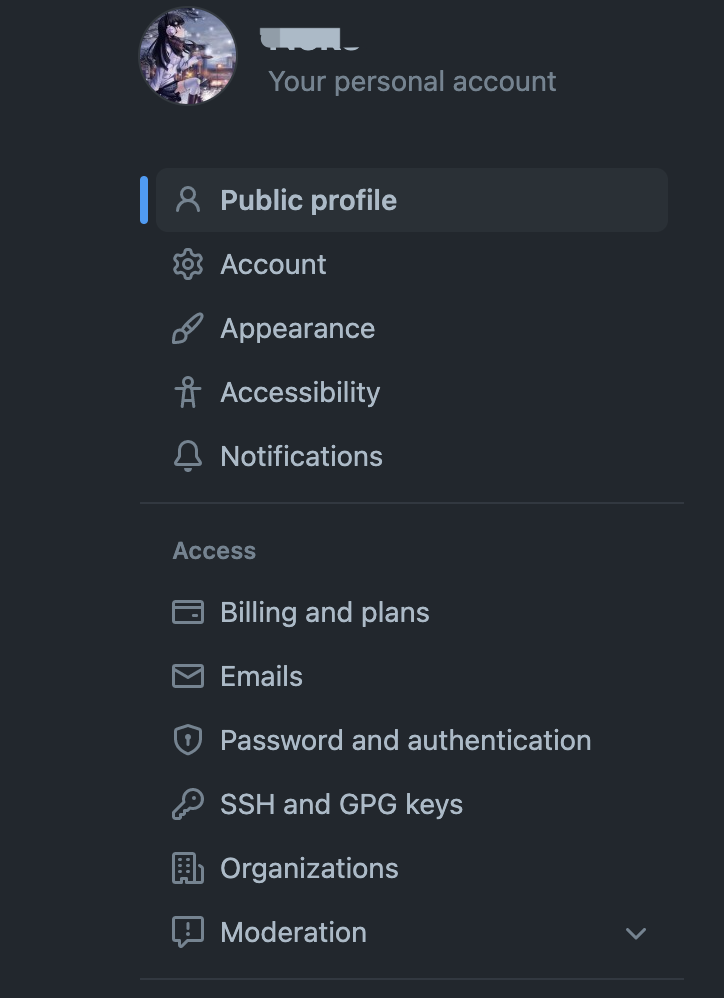 Your personal account
Public profile
Account
Appearance
Accessibility
Notifications
Access
Billing and plans
Emails
Password and authentication
SSH and GPG keys
Organizations
Moderation